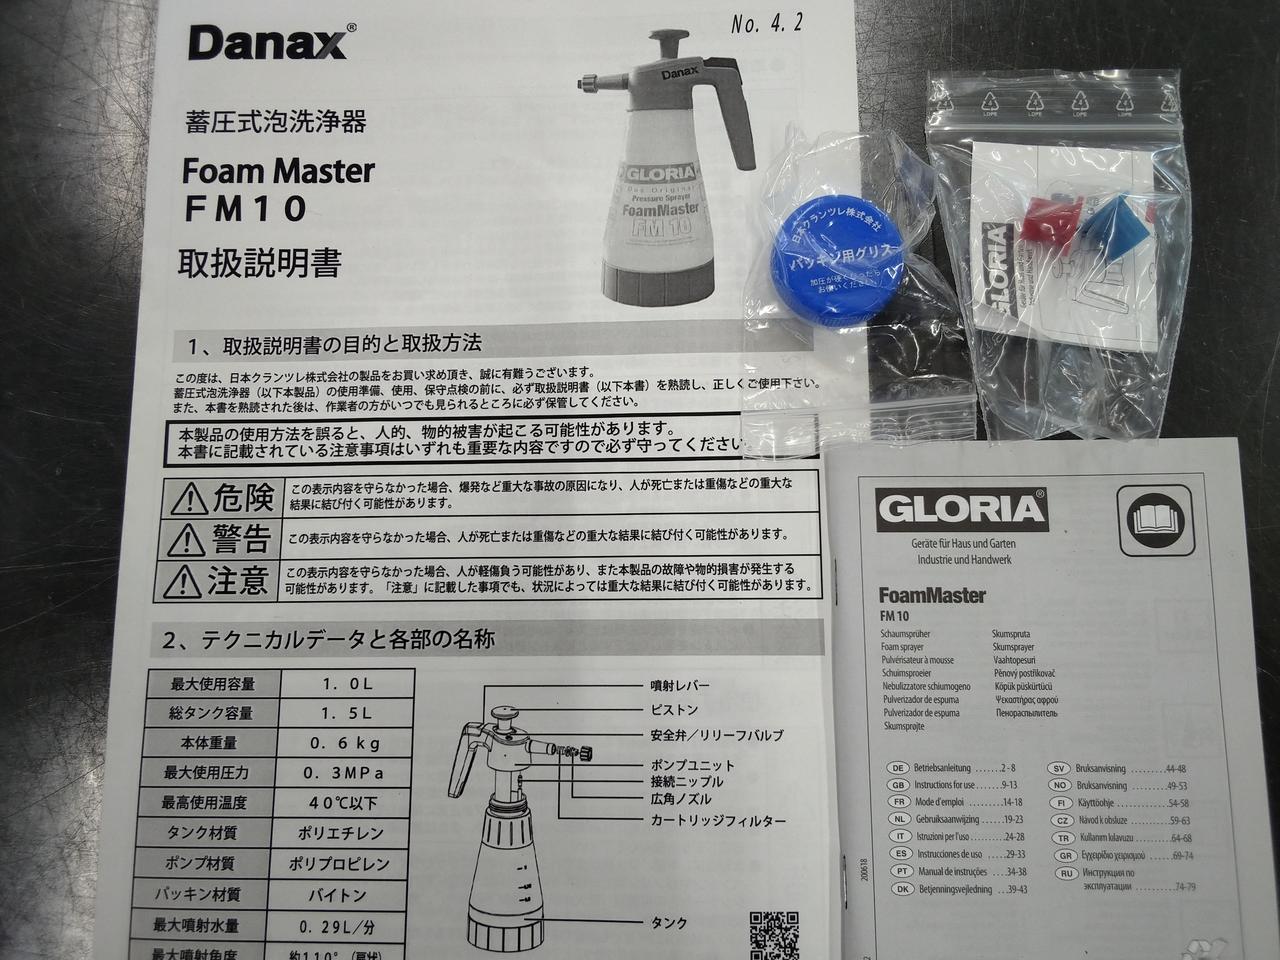 Danax®
No. 4. 2
蓄圧式泡洗浄器
Foam Master
FM10
取扱説明書
Danax
GLORIA
Das Original
Pressure Sprayer
FoamMaster
FM 10
1、取扱説明書の目的と取扱方法
この度は、日本クランツレ株式会社の製品をお買い求め頂き、誠に有難うございます。
蓄圧式泡洗浄器（以下本製品）の使用準備、使用、保守点検の前に、必ず取扱説明書（以下本書）を熟読し、正しくご使用下さい。
また、本書を熟読された後は、作業者の方がいつでも見られるところに必ず保管してください。
本製品の使用方法を誤ると、人的、物的被害が起こる可能性があります。
本書に記載されている注意事項はいずれも重要な内容ですので必ず守ってください。
危険
この表示内容を守らなかった場合、爆発など重大な事故の原因になり、人が死亡または重傷などの重大な
結果に結び付く可能性があります。
警告
この表示内容を守らなかった場合、人が死亡または重傷などの重大な結果に結び付く可能性があります。
注意
この表示内容を守らなかった場合、人が軽傷負う可能性があり、また本製品の故障や物的損害が発生する
可能性があります。「注意」に記載した事項でも、状況によっては重大な結果に結び付く可能性があります。
2、テクニカルデータと各部の名称
最大使用容量 1. 0L
総タンク容量 1. 5L
本体重量 0. 6kg
最大使用圧力 0. 3MPa
最高使用温度 40℃以下
タンク材質 ポリエチレン
ポンプ材質 ポリプロピレン
パッキン材質 バイトン
最大噴射水量 0. 29L／分
最大噴射角度 約110°（扇状）
噴射レバー
ピストン
安全弁／リリーフバルブ
ポンプユニット
接続ニップル
広角ノズル
カートリッジフィルター
タンク
日本クランツレ株式会社
パッキン用グリス
加圧が硬くなったら
お使いください。
LDPE LDPE LDPE LDPE
GLORIA
GLORIA®
Geräte für Haus und Garten
Industrie und Handwerk
FoamMaster
FM 10
Schaumsprüher
Foam sprayer
Pulvérisateur à mousse
Schuimsproeier
Nebulizzatore schiumogeno
Pulverizador de espuma
Pulverizador de espuma
Skumsprøjte
Skumspruta
Skumsprayer
Vaahtopesuri
Pěnový postřikovač
Köpük püskürtücü
Ψεκαστήρας αφρού
Пенораспылитель
DE Betriebsanleitung .......2 - 8
GB Instructions for use ....9-13
FR Mode d'emploi ......14-18
NL Gebruiksaanwijzing ...19-23
IT Istruzioni per l'uso ....24-28
ES Instrucciones de uso ...29-33
PT Manual de instruções ...34-38
DK Betjenningsvejledning ...39-43
SV Bruksanvisning ........44-48
NO Bruksanvisning ........49-53
FI Käyttöohje ........54-58
CZ Návod k obsluze .......59-63
TR Kullanım kılavuzu .....64-68
GR Εγχειρίδιο χειρισμού .....69-74
RU Инструкция по
эксплуатации ..........74-79
200618